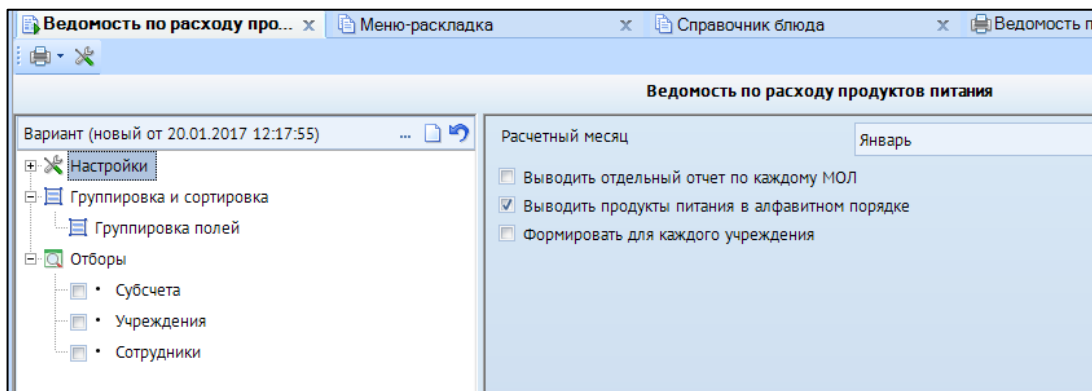 Ведомость по расходу про... x Меню-раскладка x Справочник блюда x Ведомость п
Ведомость по расходу продуктов питания
Вариант (новый от 20.01.2017 12:17:55) ...
Настройки
Группировка и сортировка
Группировка полей
Отборы
Субсчета
Учреждения
Сотрудники
Расчетный месяц Январь
Выводить отдельный отчет по каждому МОЛ
Выводить продукты питания в алфавитном порядке
Формировать для каждого учреждения